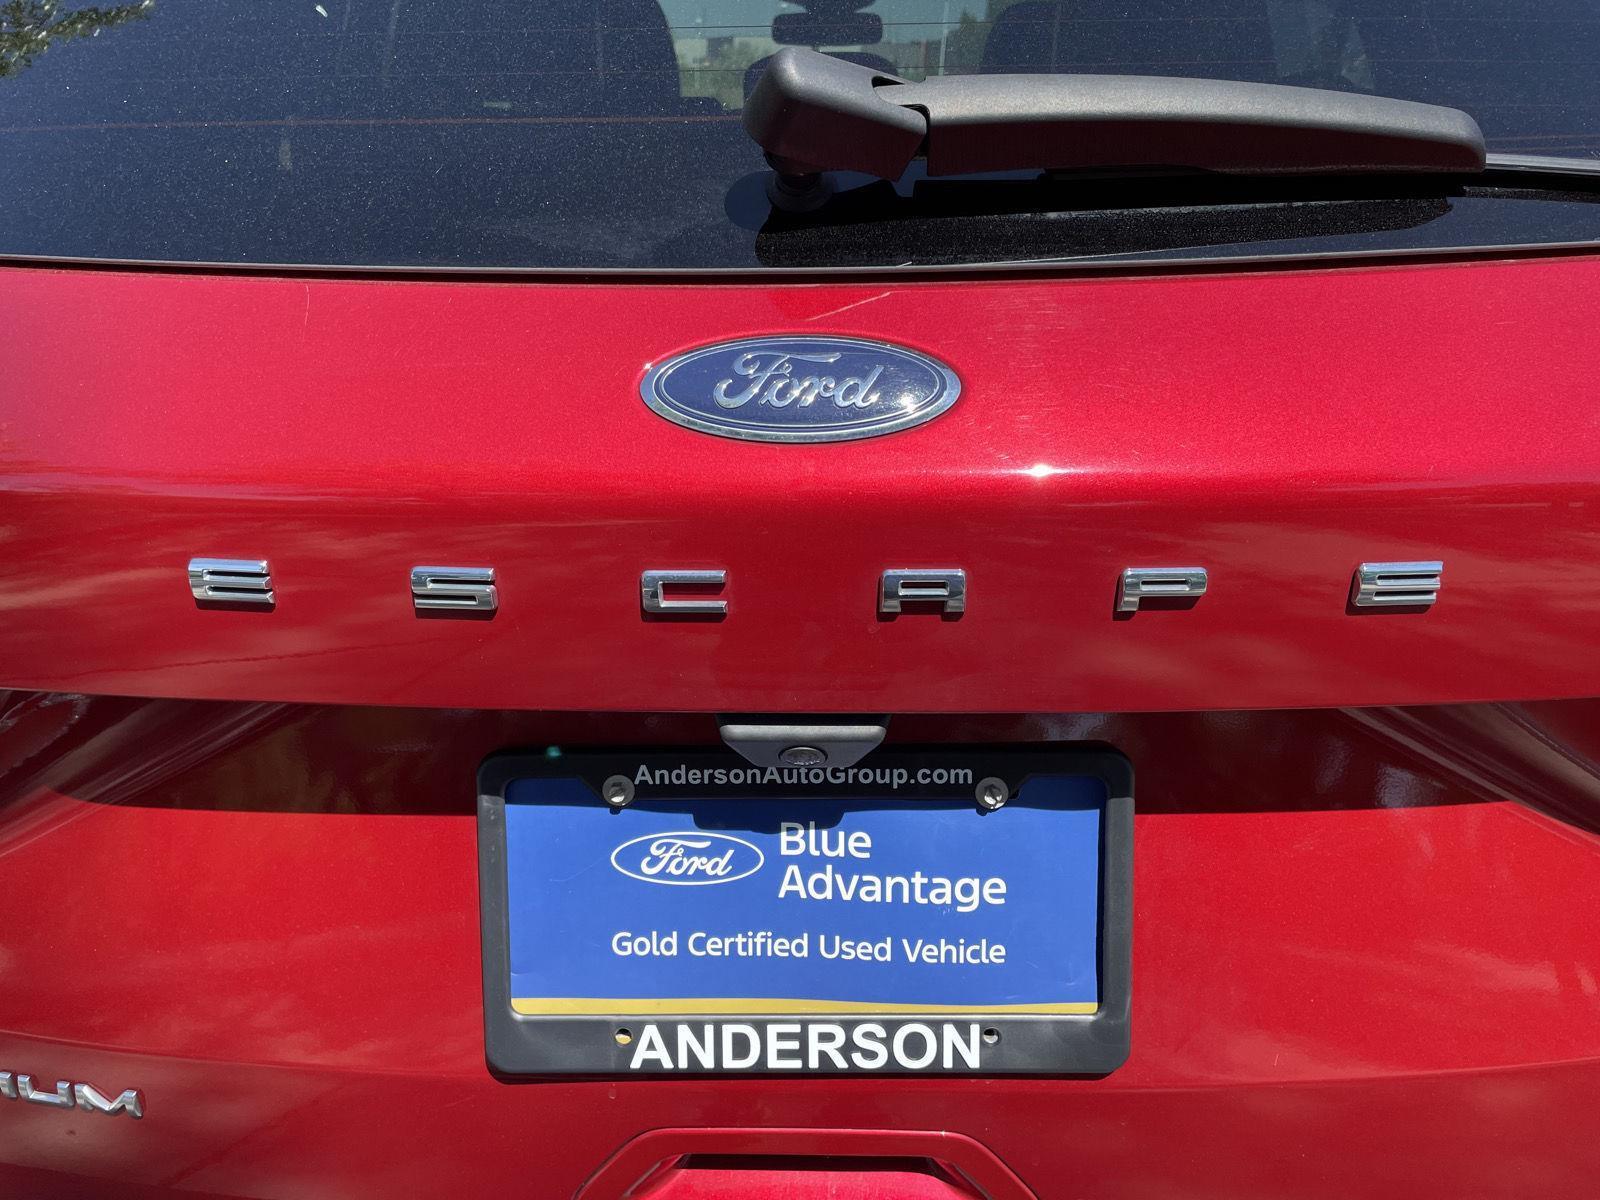 Ford
ESCAPE
AndersonAutoGroup.com
Ford Blue
Advantage
Gold Certified Used Vehicle
ANDERSON